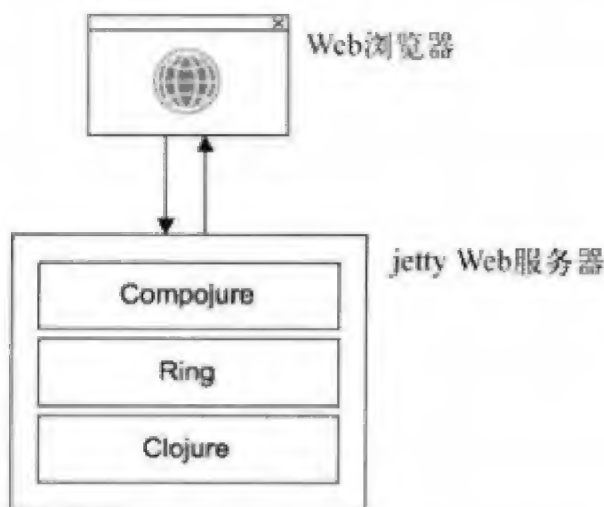 Web浏览器
jetty Web服务器
Compojure
Ring
Clojure